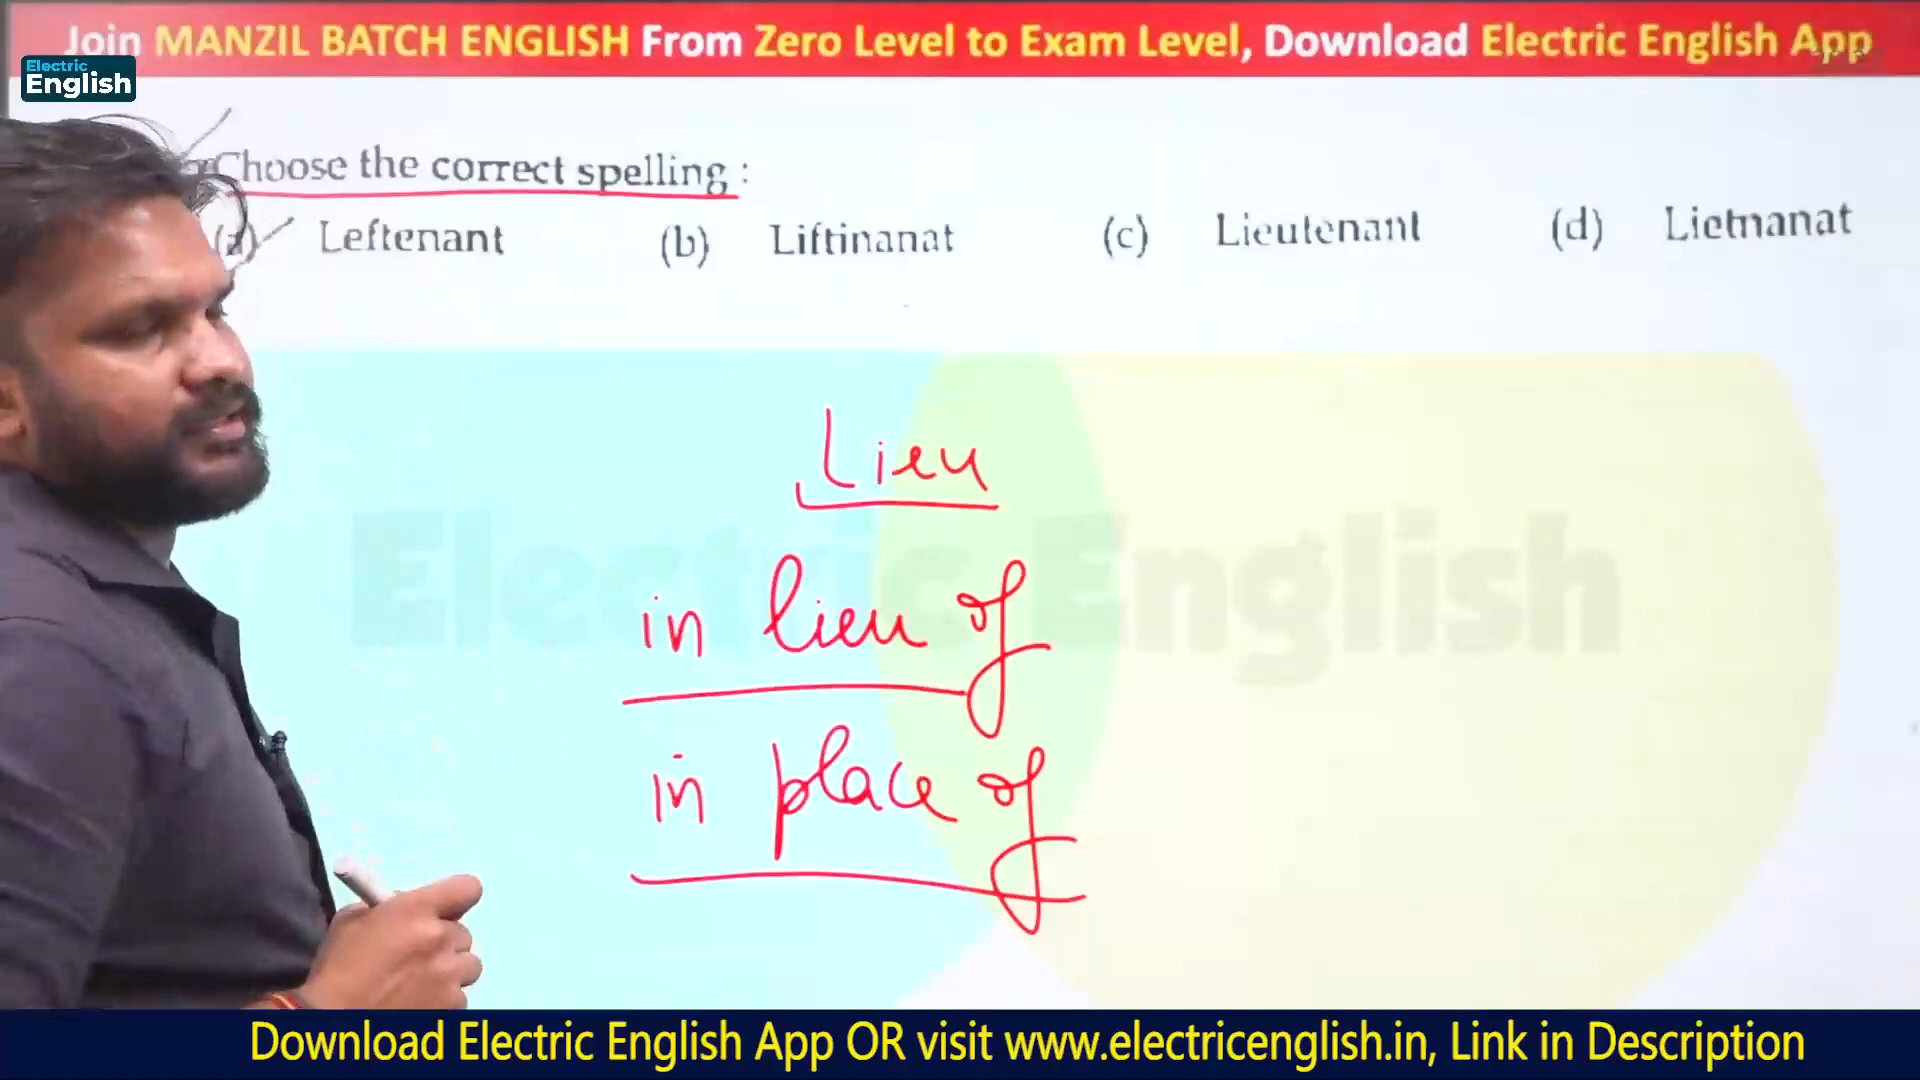 Join MANZIL BATCH ENGLISH From Zero Level to Exam Level, Download Electric English App
Electric
English
Choose the correct spelling :
(a) Leftenant (b) Liftinanat (c) Lieutenant (d) Lietnanat
Lieu
in lieu of
in place of
Electric English
Download Electric English App OR visit www.electricenglish.in, Link in Description